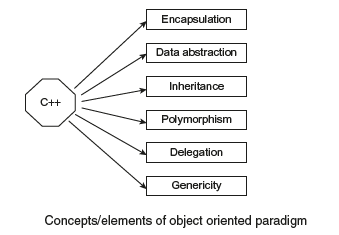 Encapsulation
Data abstraction
Inheritance
C++
Polymorphism
Delegation
Genericity
Concepts/elements of object oriented paradigm